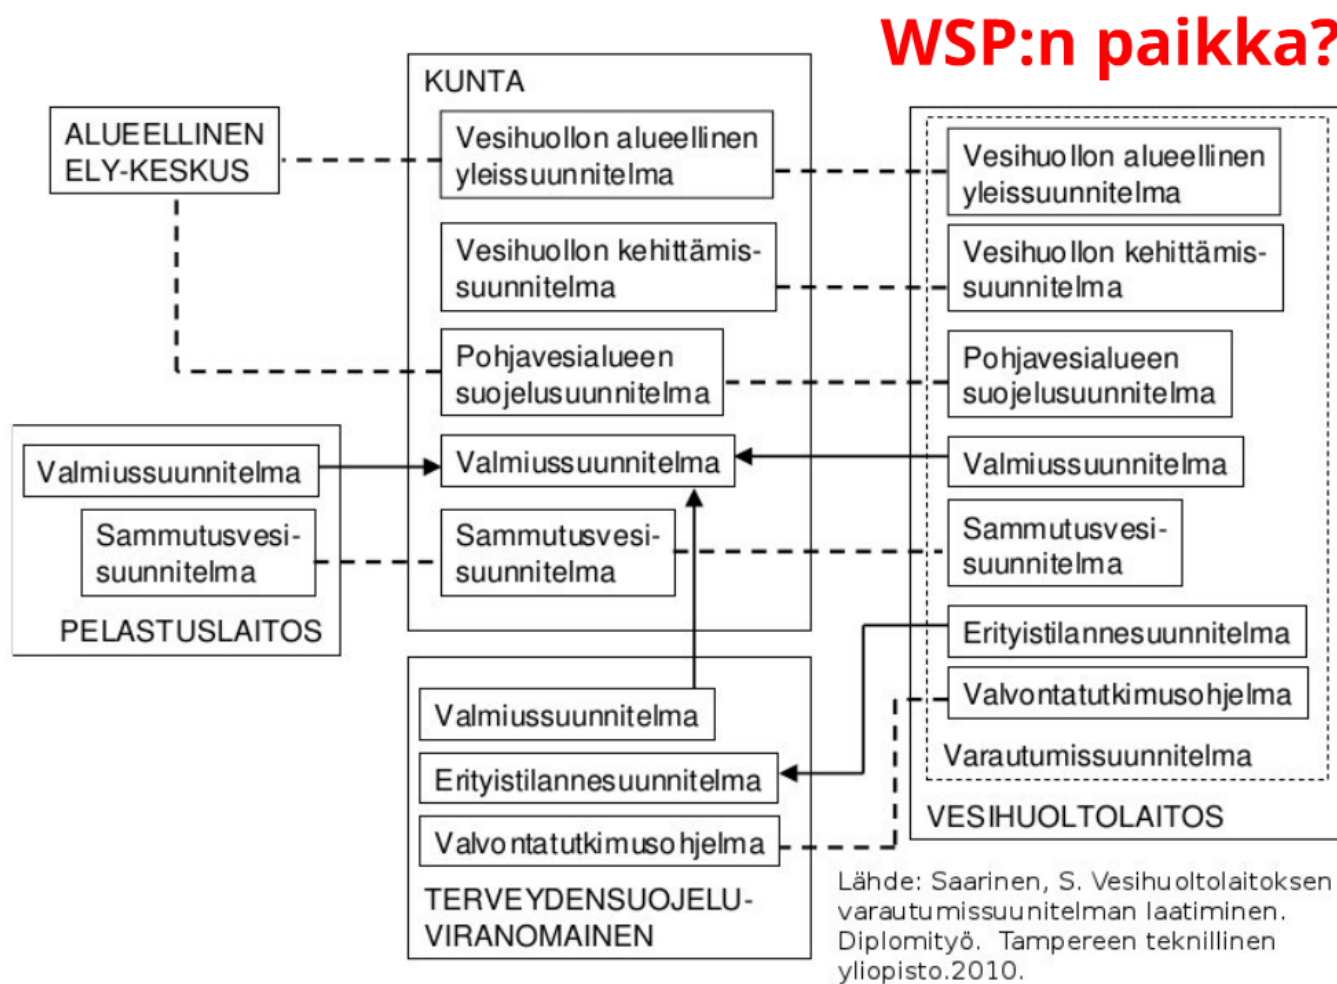 WSP:n paikka?
KUNTA
ALUEELLINEN
ELY-KESKUS
Vesihuollon alueellinen
yleissuunnitelma
Vesihuollon kehittämis-
suunnitelma
Pohjavesialueen
suojelusuunnitelma
Valmiussuunnitelma
Sammutusvesi-
suunnitelma
Valmiussuunnitelma
Sammutusvesi-
suunnitelma
PELASTUSLAITOS
Valmiussuunnitelma
Erityistilannesuunnitelma
Valvontatutkimusohjelma
TERVEYDENSUOJELU-
VIRANOMAINEN
Vesihuollon alueellinen
yleissuunnitelma
Vesihuollon kehittämis-
suunnitelma
Pohjavesialueen
suojelusuunnitelma
Valmiussuunnitelma
Sammutusvesi-
suunnitelma
Erityistilannesuunnitelma
Valvontatutkimusohjelma
Varautumissuunnitelma
VESIHUOLTOLAITOS
Lähde: Saarinen, S. Vesihuoltolaitoksen
varautumissuunitelman laatiminen.
Diplomityö. Tampereen teknillinen
yliopisto.2010.